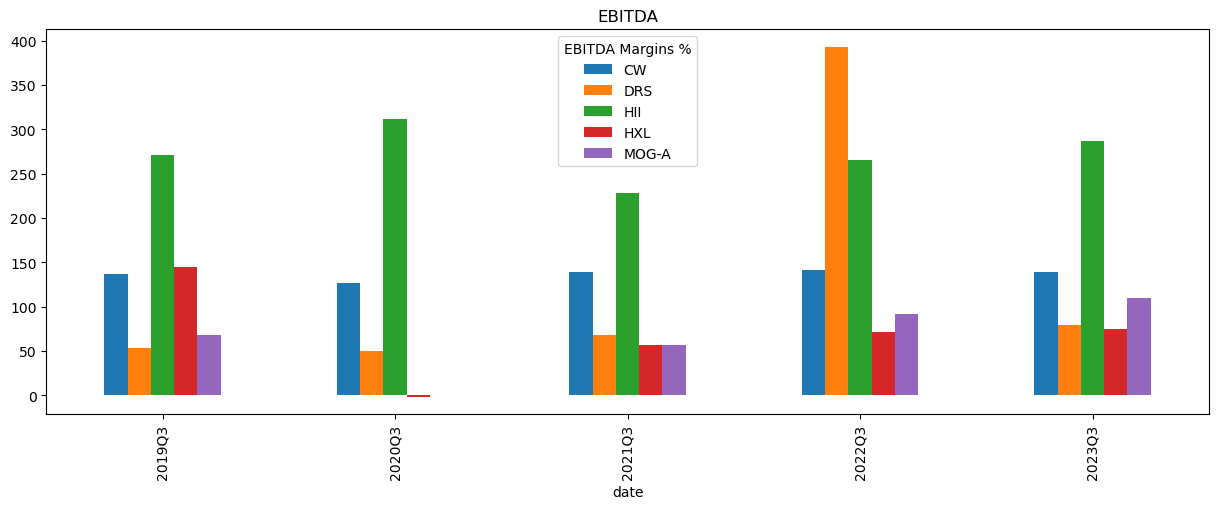 EBITDA
EBITDA Margins %
CW
DRS
HII
HXL
MOG-A
400
350
300
250
200
150
100
50
0
2019Q3
2020Q3
2021Q3
2022Q3
2023Q3
date